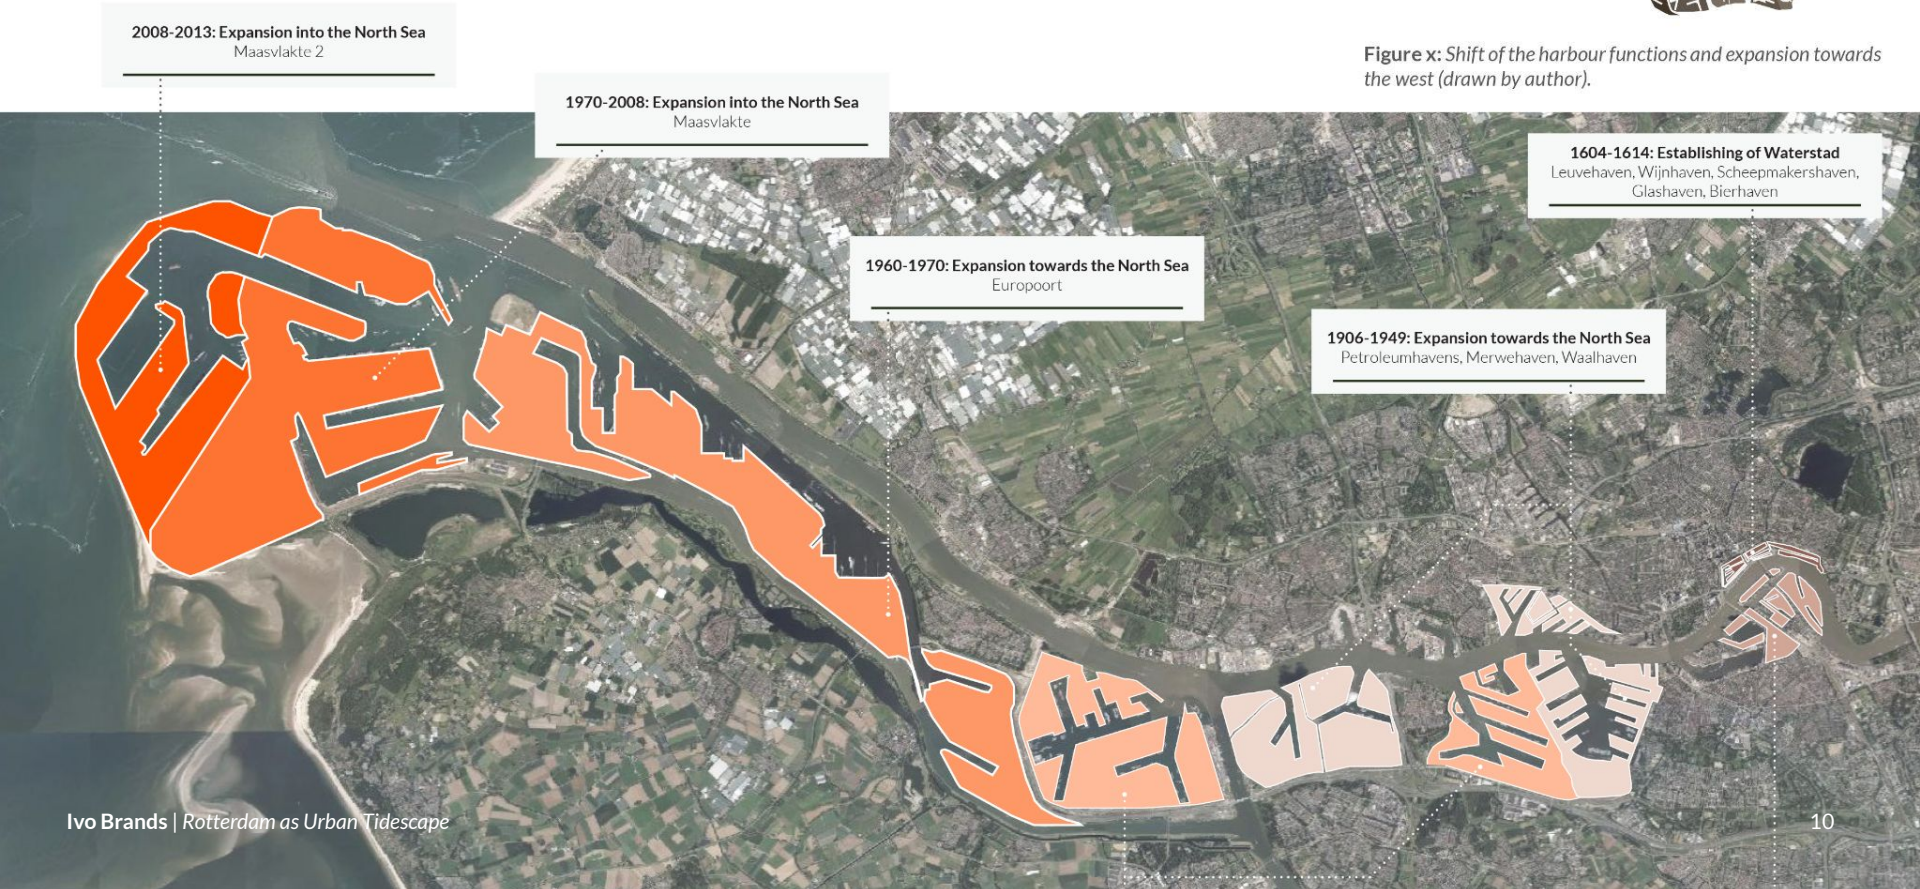 2008-2013: Expansion into the North Sea
Maasvlakte 2
1970-2008: Expansion into the North Sea
Maasvlakte
Figure x: Shift of the harbour functions and expansion towards
the west (drawn by author).
1604-1614: Establishing of Waterstad
Leuvehaven, Wijnhaven, Scheepmakershaven,
Glashaven, Bierhaven
1960-1970: Expansion towards the North Sea
Europoort
1906-1949: Expansion towards the North Sea
Petroleumhavens, Merwehaven, Waalhaven
Ivo Brands | Rotterdam as Urban Tidescape
10